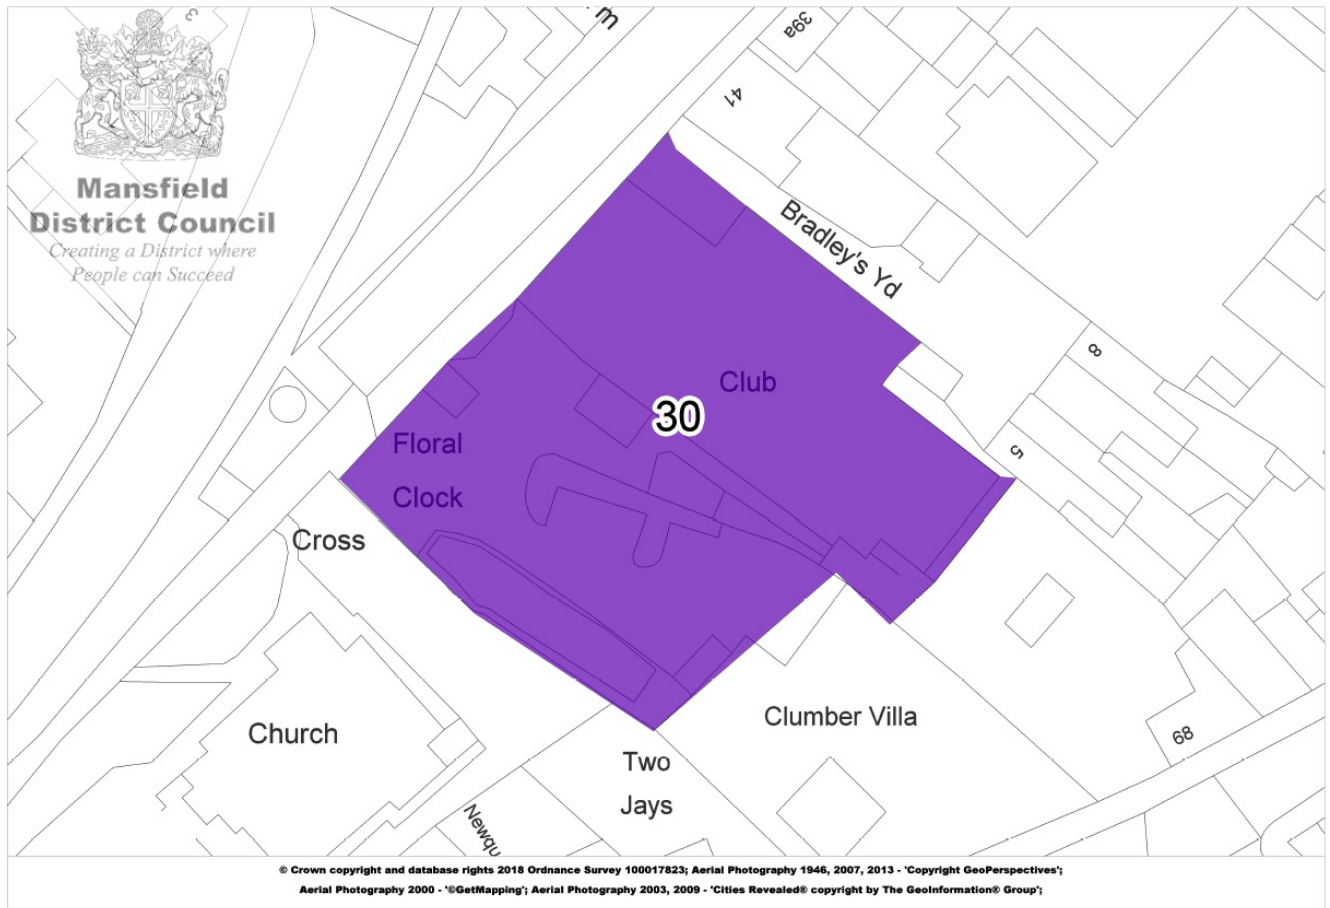 3
rm
39a
41
Mansfield
District Council
Creating a District where
People can Succeed
Bradley's Yd
8
Club
30
Floral
Clock
5
Cross
Church
Clumber Villa
68
Two
Jays
Newqu
© Crown copyright and database rights 2018 Ordnance Survey 100017823; Aerial Photography 1946, 2007, 2013 - 'Copyright GeoPerspectives';
Aerial Photography 2000 - '©GetMapping'; Aerial Photography 2003, 2009 - 'Cities Revealed® copyright by The GeoInformation® Group';